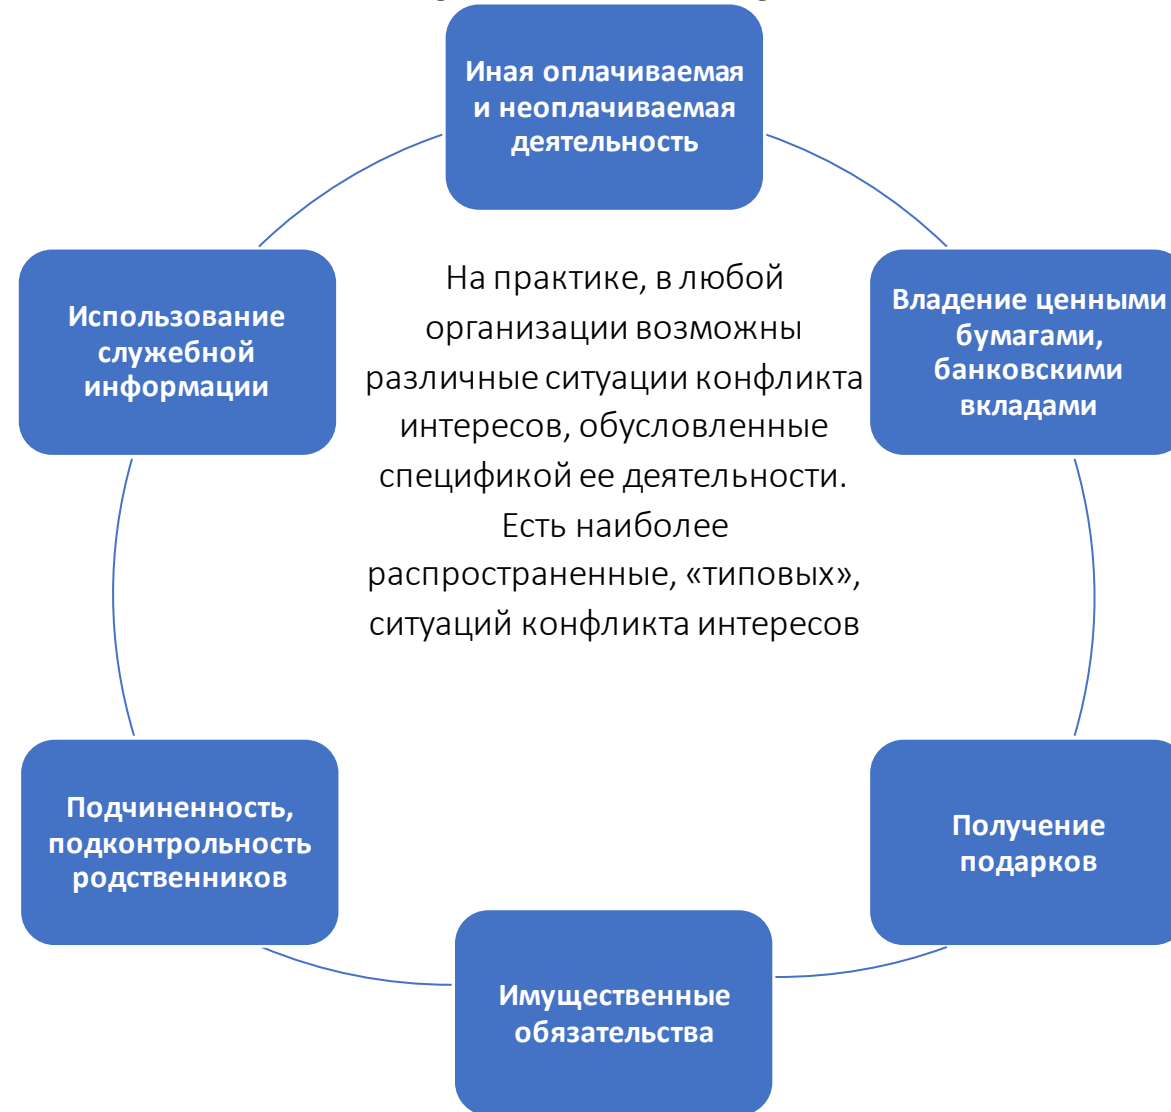 Иная оплачиваемая
и неоплачиваемая
деятельность
Владение ценными
бумагами,
банковскими
вкладами
Получение
подарков
Имущественные
обязательства
Подчиненность,
подконтрольность
родственников
Использование
служебной
информации
На практике, в любой
организации возможны
различные ситуации конфликта
интересов, обусловленные
спецификой ее деятельности.
Есть наиболее
распространенные, «типовых»,
ситуаций конфликта интересов